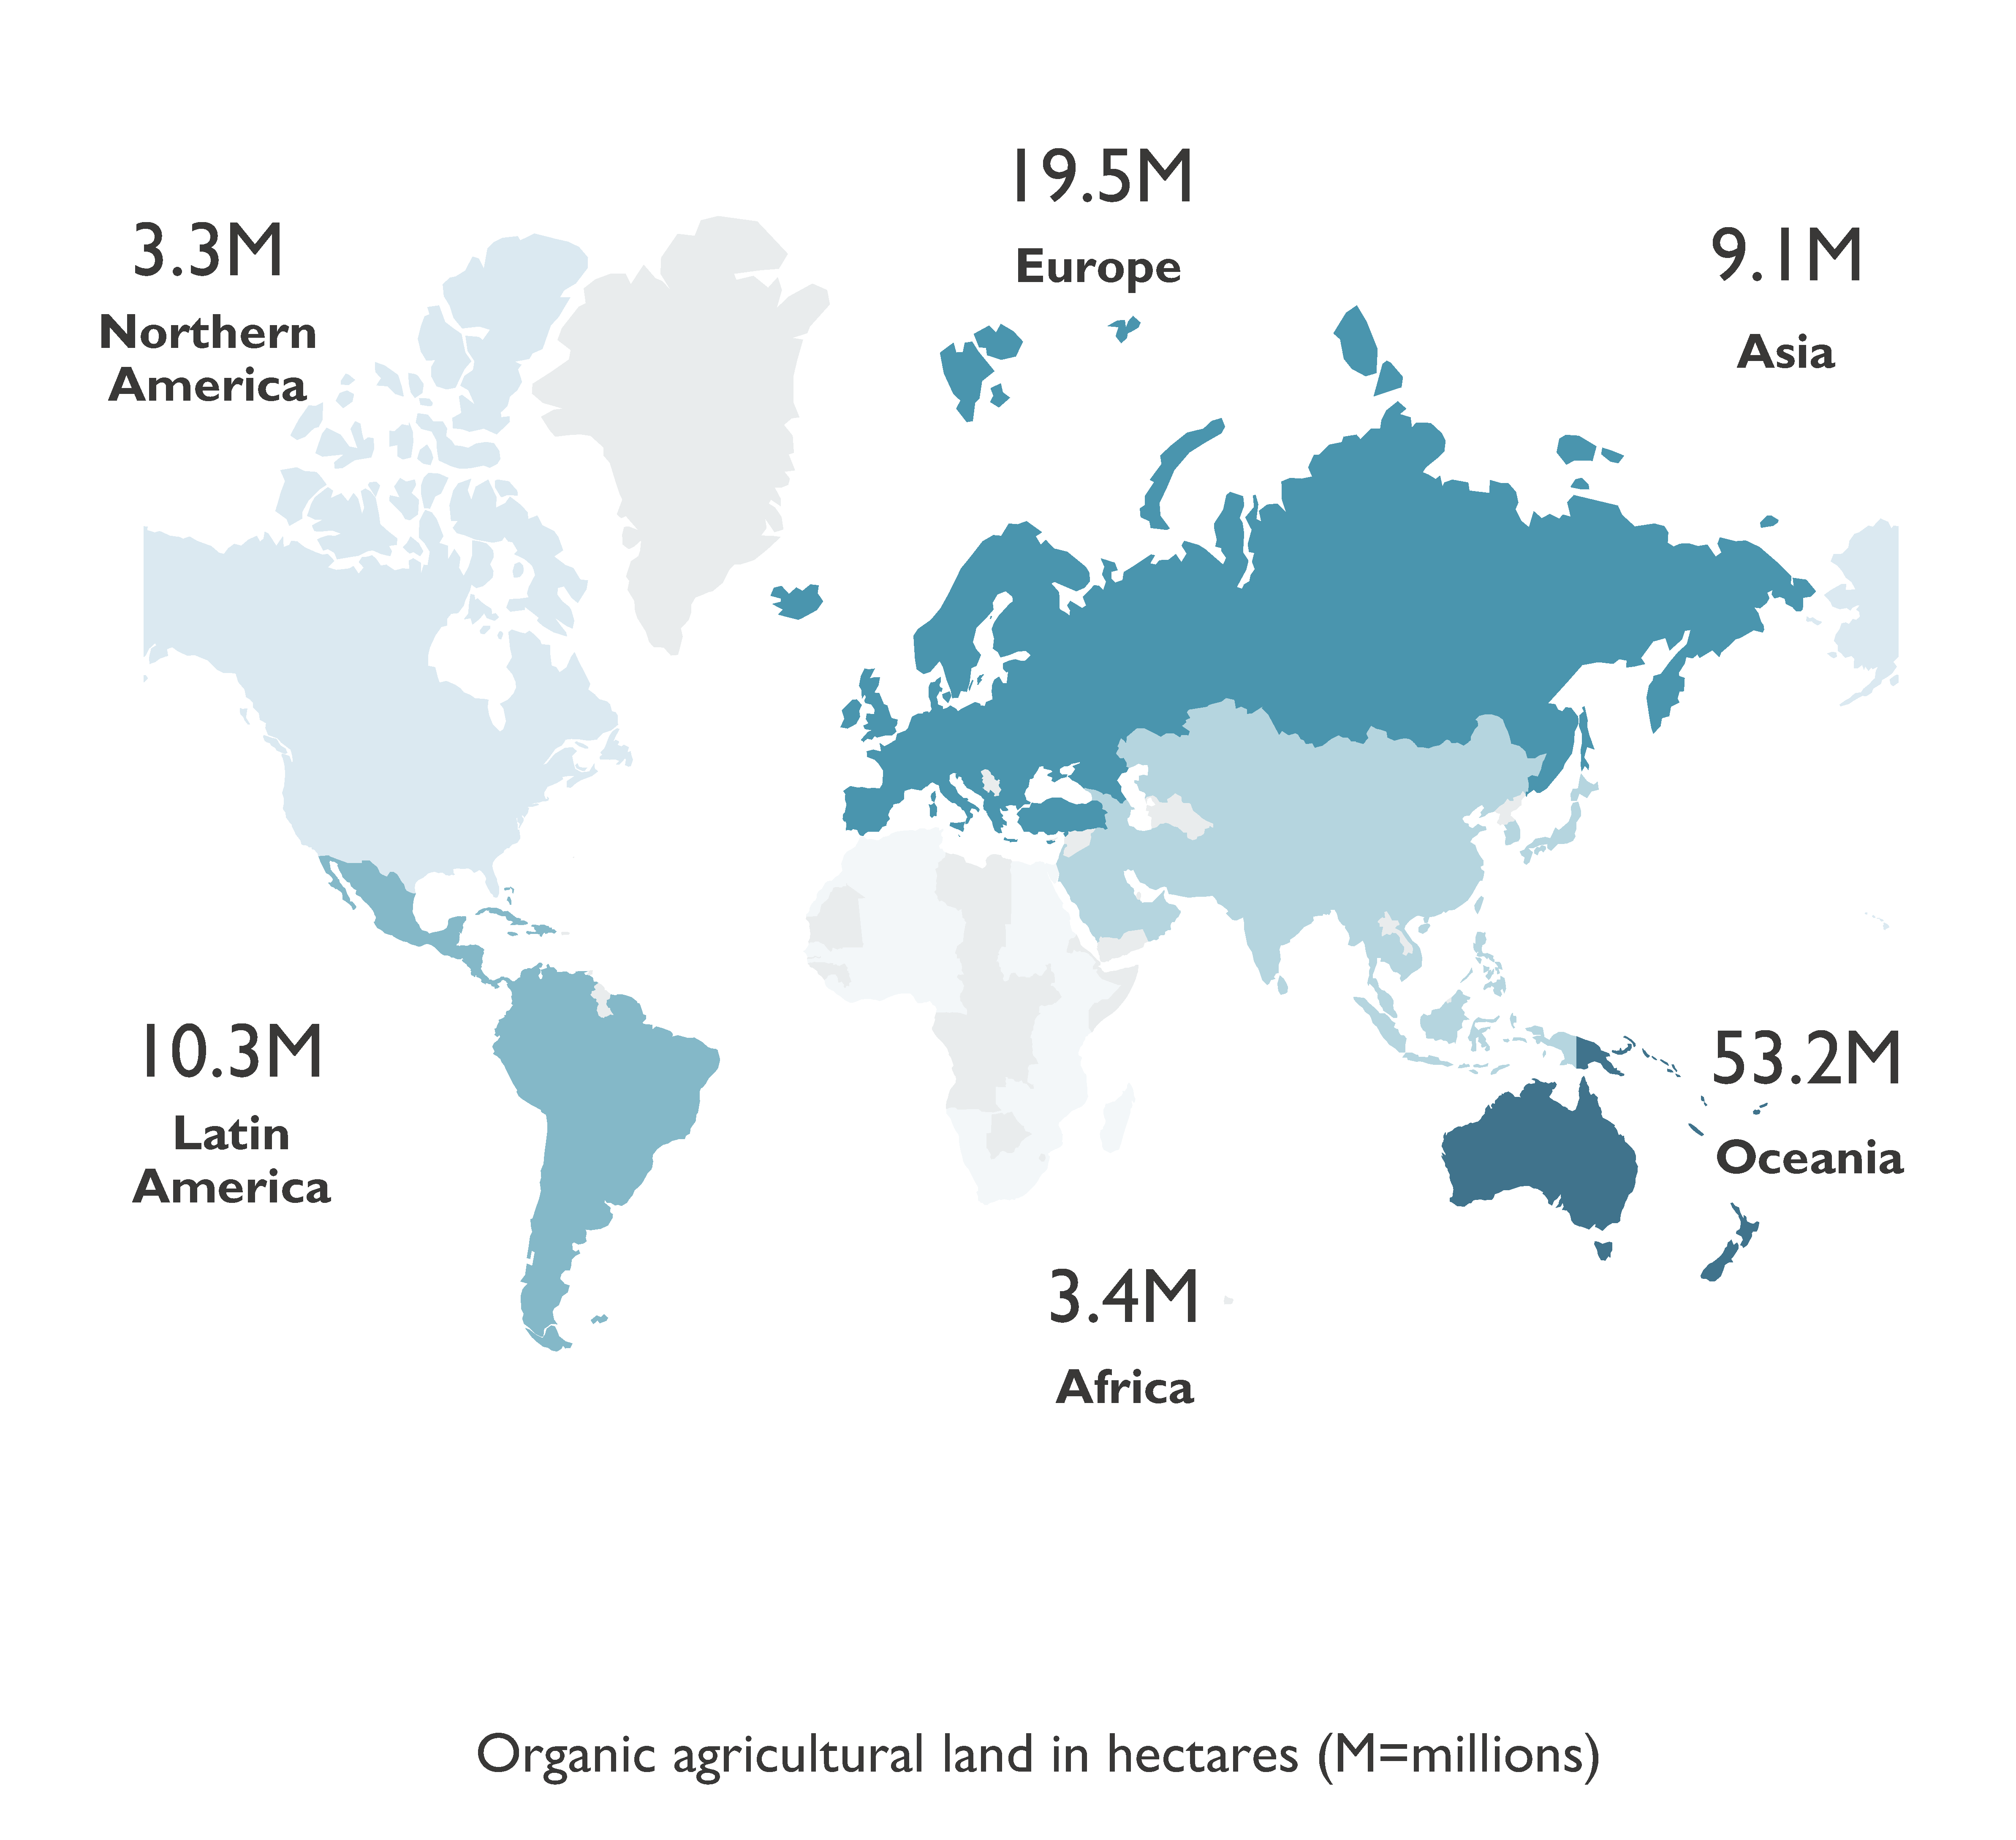 19.5M
Europe
3.3M
Northern
America
9.1M
Asia
10.3M
Latin
America
53.2M
Oceania
3.4M
Africa
Organic agricultural land in hectares (M=millions)